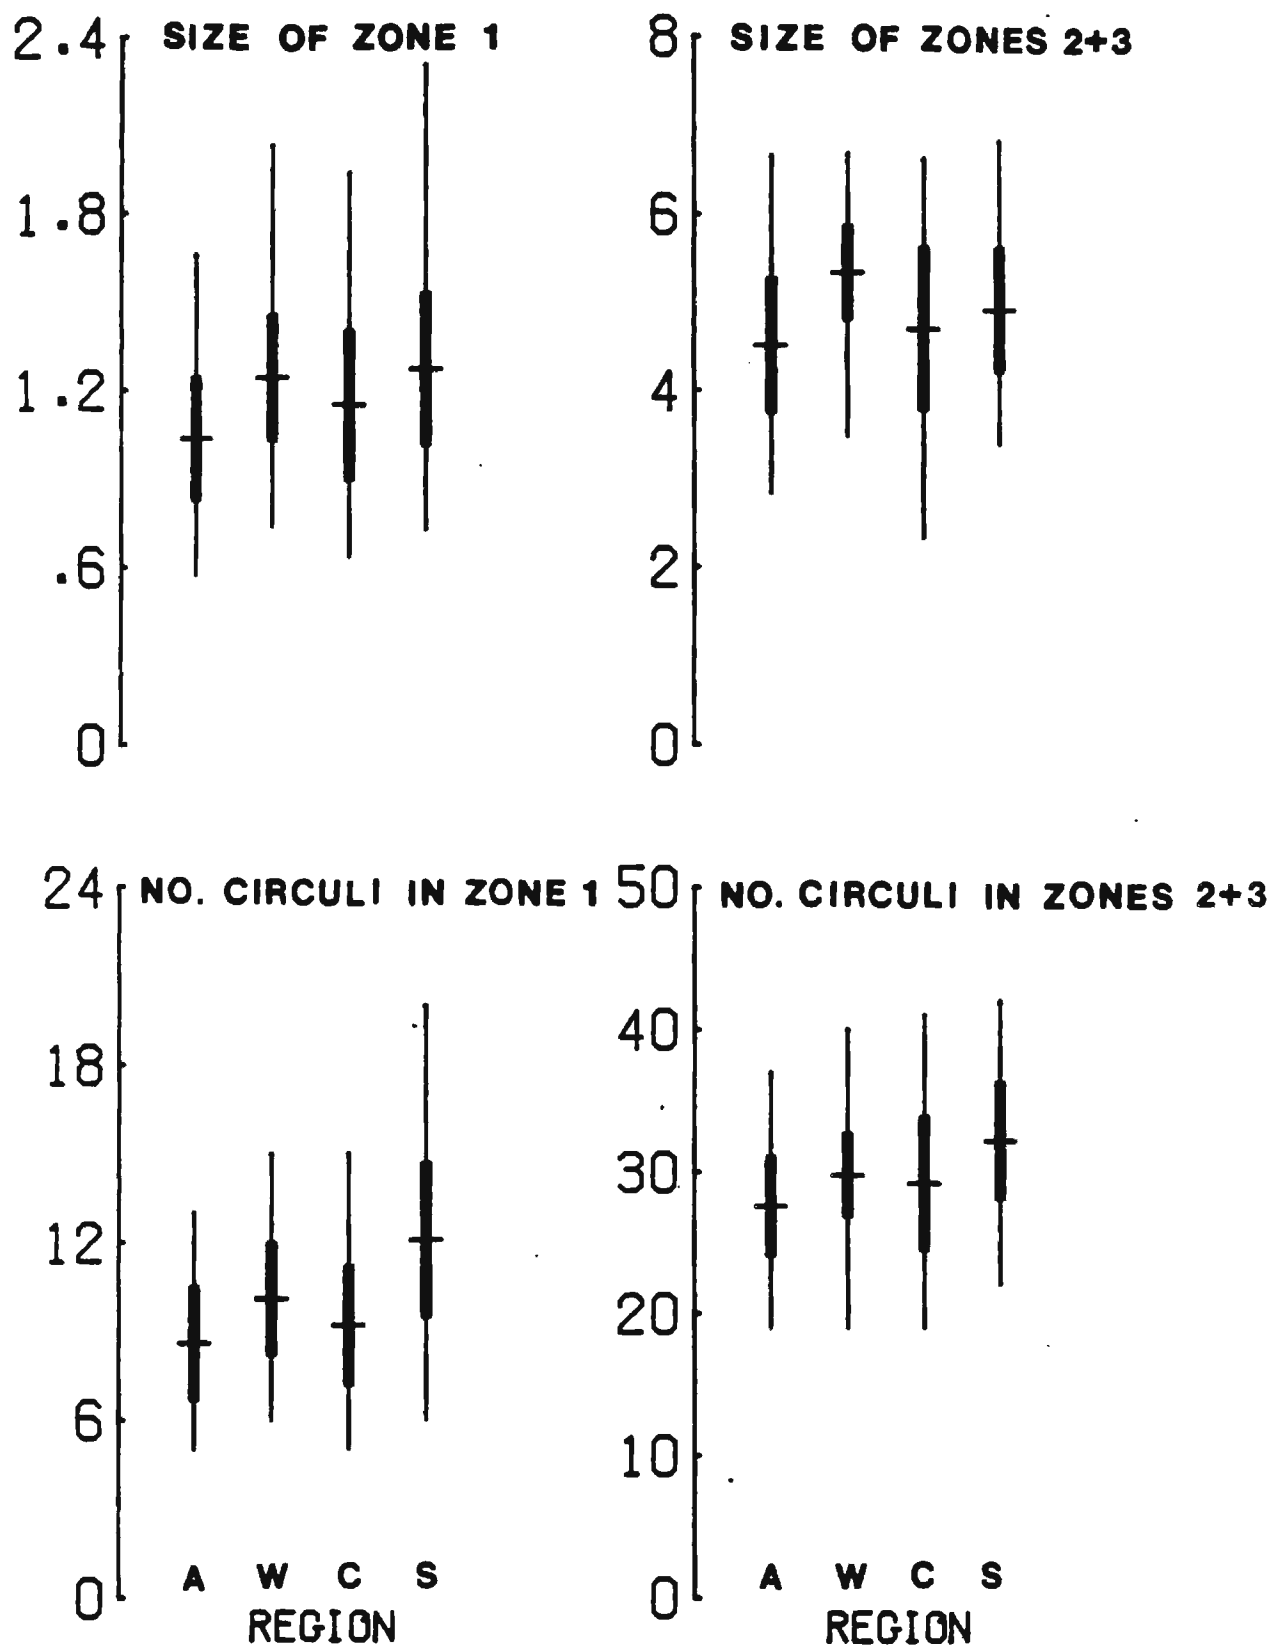 SIZE OF ZONE 1
2.4
1.8
1.2
.6
0
SIZE OF ZONES 2+3
8
6
4
2
0
NO. CIRCULI IN ZONE 1
24
18
12
6
0
A W C S
REGION
NO. CIRCULI IN ZONES 2+3
50
40
30
20
10
0
A W C S
REGION